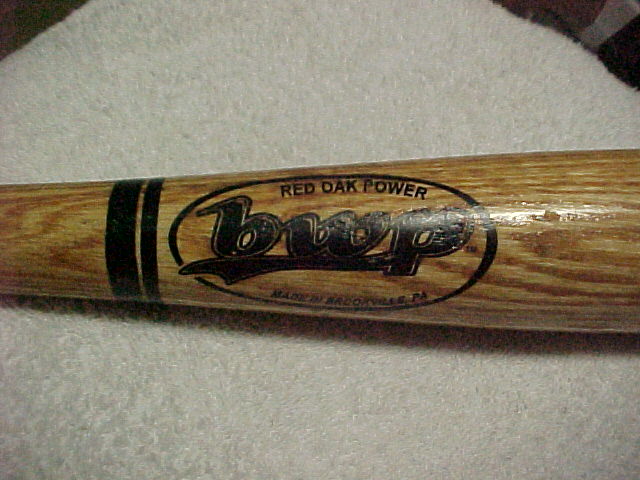 RED OAK POWER
bwp
MADE IN BROOKVILLE, PA